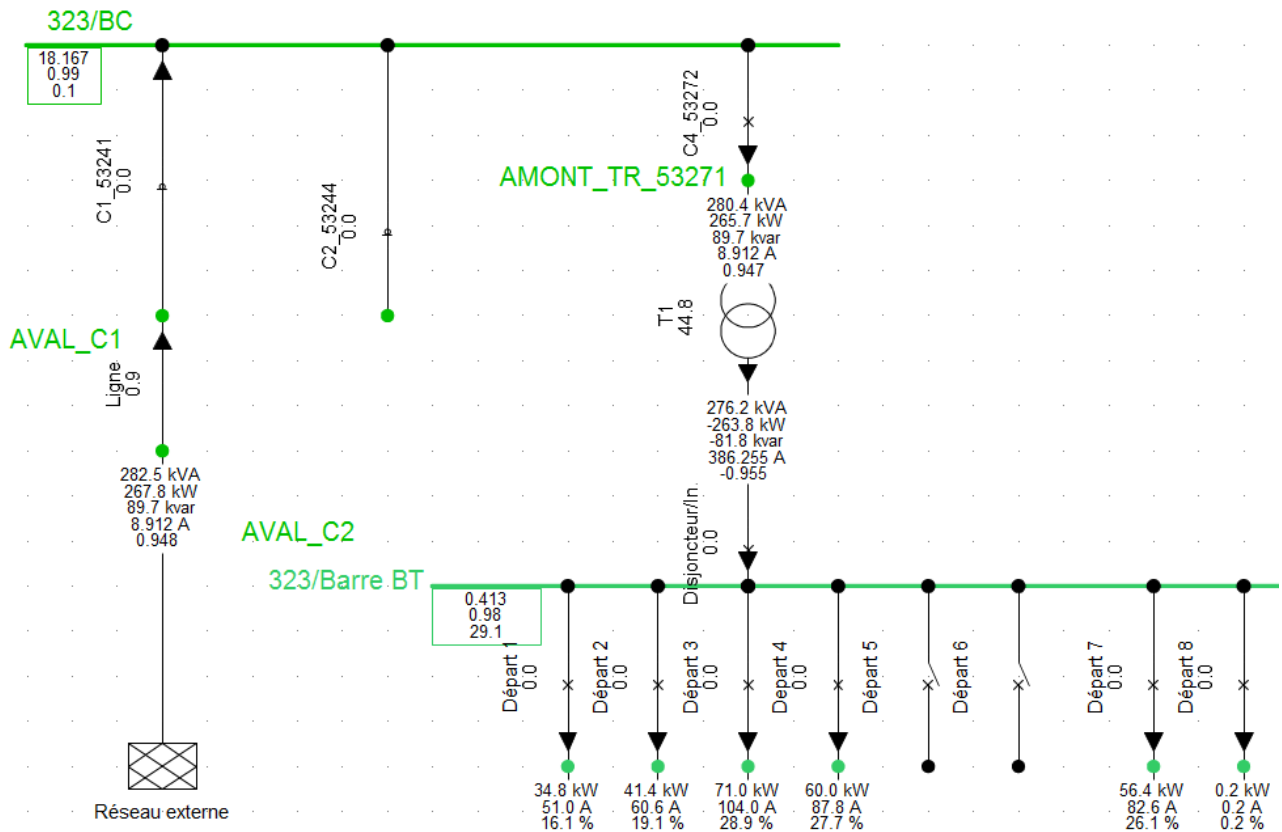 323/BC
18.167
0.99
0.1
C1_53241
0.0
C2_53244
0.0
C4_53272
0.0
AMONT_TR_53271
280.4 kVA
265.7 kW
89.7 kvar
8.912 A
0.947
T1
44.8
AVAL_C1
Ligne
0.9
276.2 kVA
-263.8 kW
-81.8 kvar
386.255 A
-0.955
282.5 kVA
267.8 kW
89.7 kvar
8.912 A
0.948
AVAL_C2
Disjoncteur/In.
0.0
323/Barre BT
0.413
0.98
29.1
Départ 1
0.0
Départ 2
0.0
Départ 3
0.0
Départ 4
0.0
Départ 5
Départ 6
Départ 7
0.0
Départ 8
0.0
34.8 kW
51.0 A
16.1 %
41.4 kW
60.6 A
19.1 %
71.0 kW
104.0 A
28.9 %
60.0 kW
87.8 A
27.7 %
56.4 kW
82.6 A
26.1 %
0.2 kW
0.2 A
0.2 %
Réseau externe